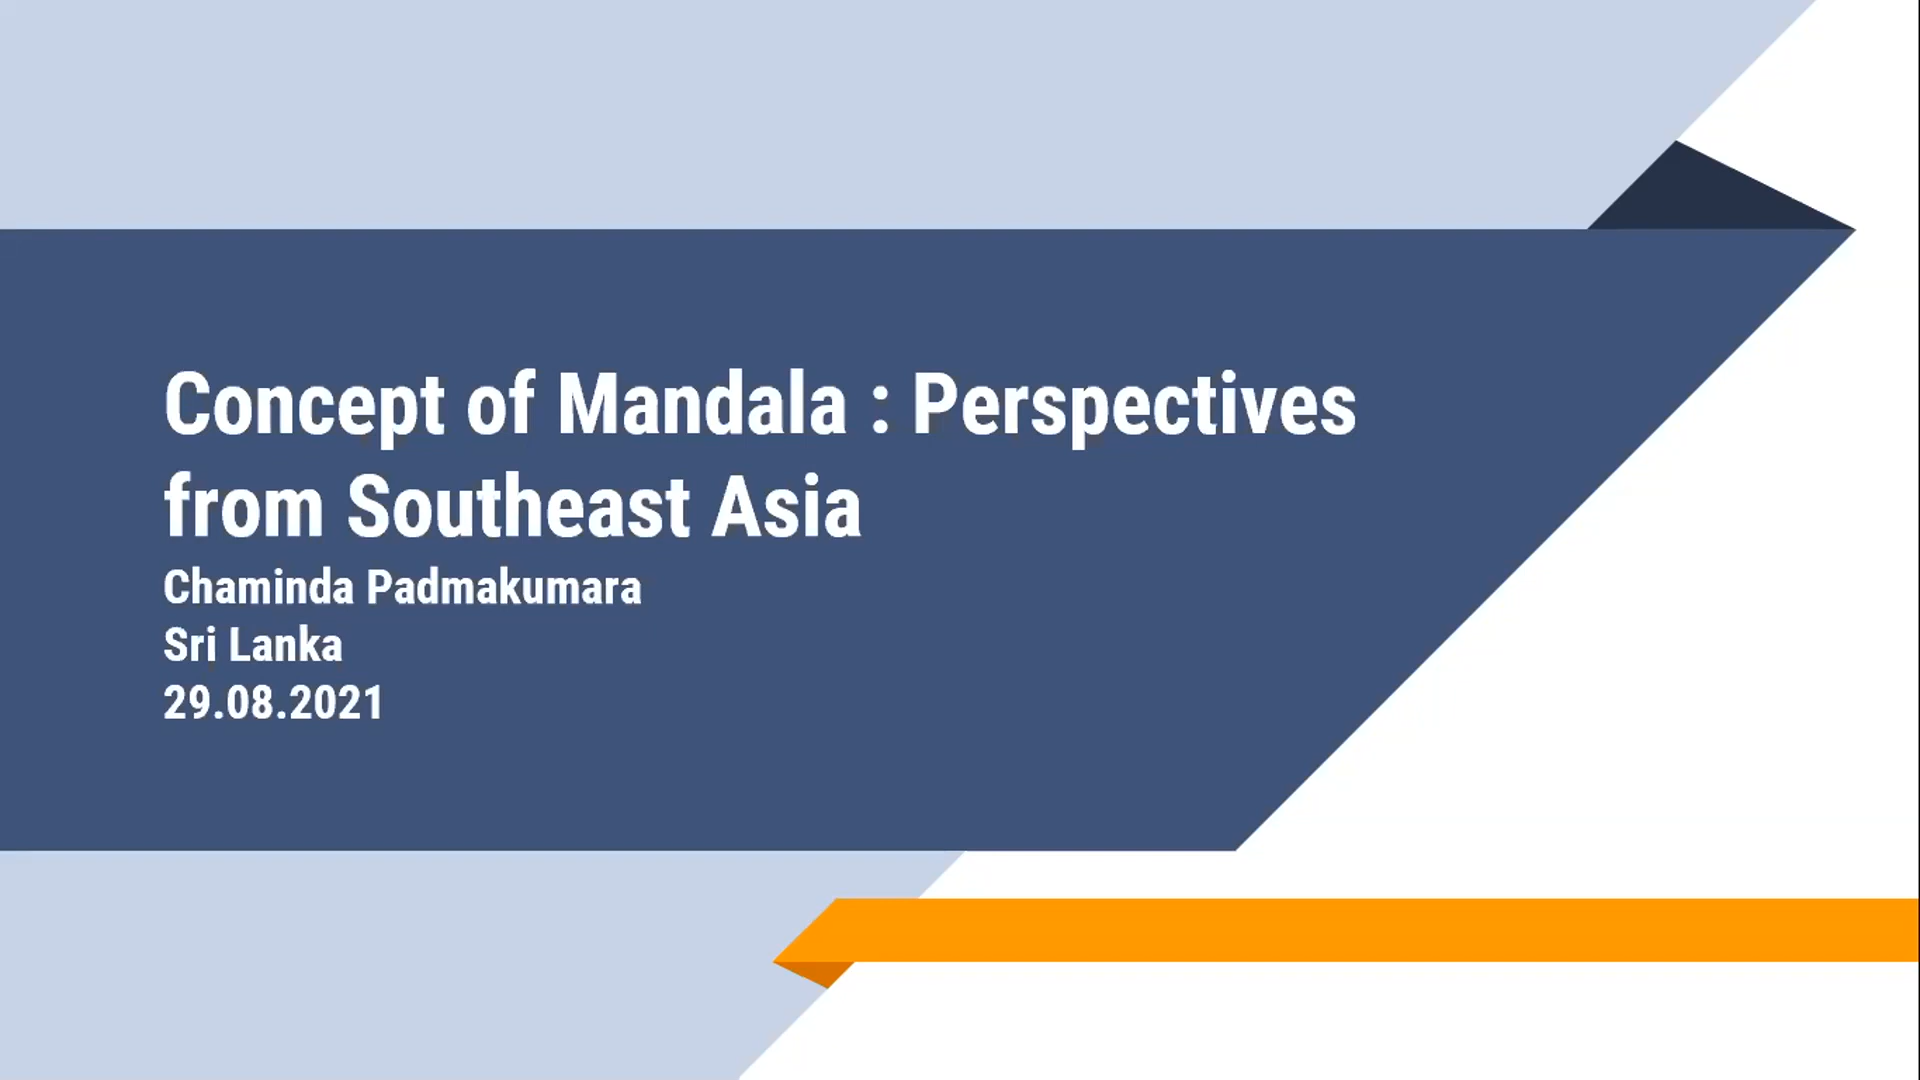 Concept of Mandala : Perspectives
from Southeast Asia
Chaminda Padmakumara
Sri Lanka
29.08.2021